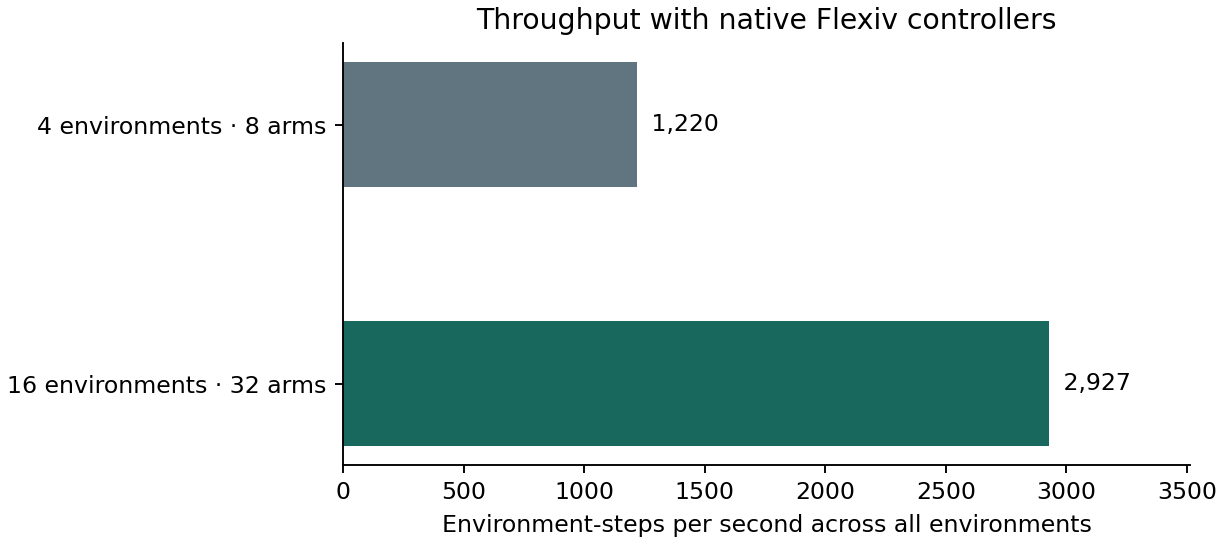 Throughput with native Flexiv controllers
4 environments · 8 arms
1,220
16 environments · 32 arms
2,927
0 500 1000 1500 2000 2500 3000 3500
Environment-steps per second across all environments